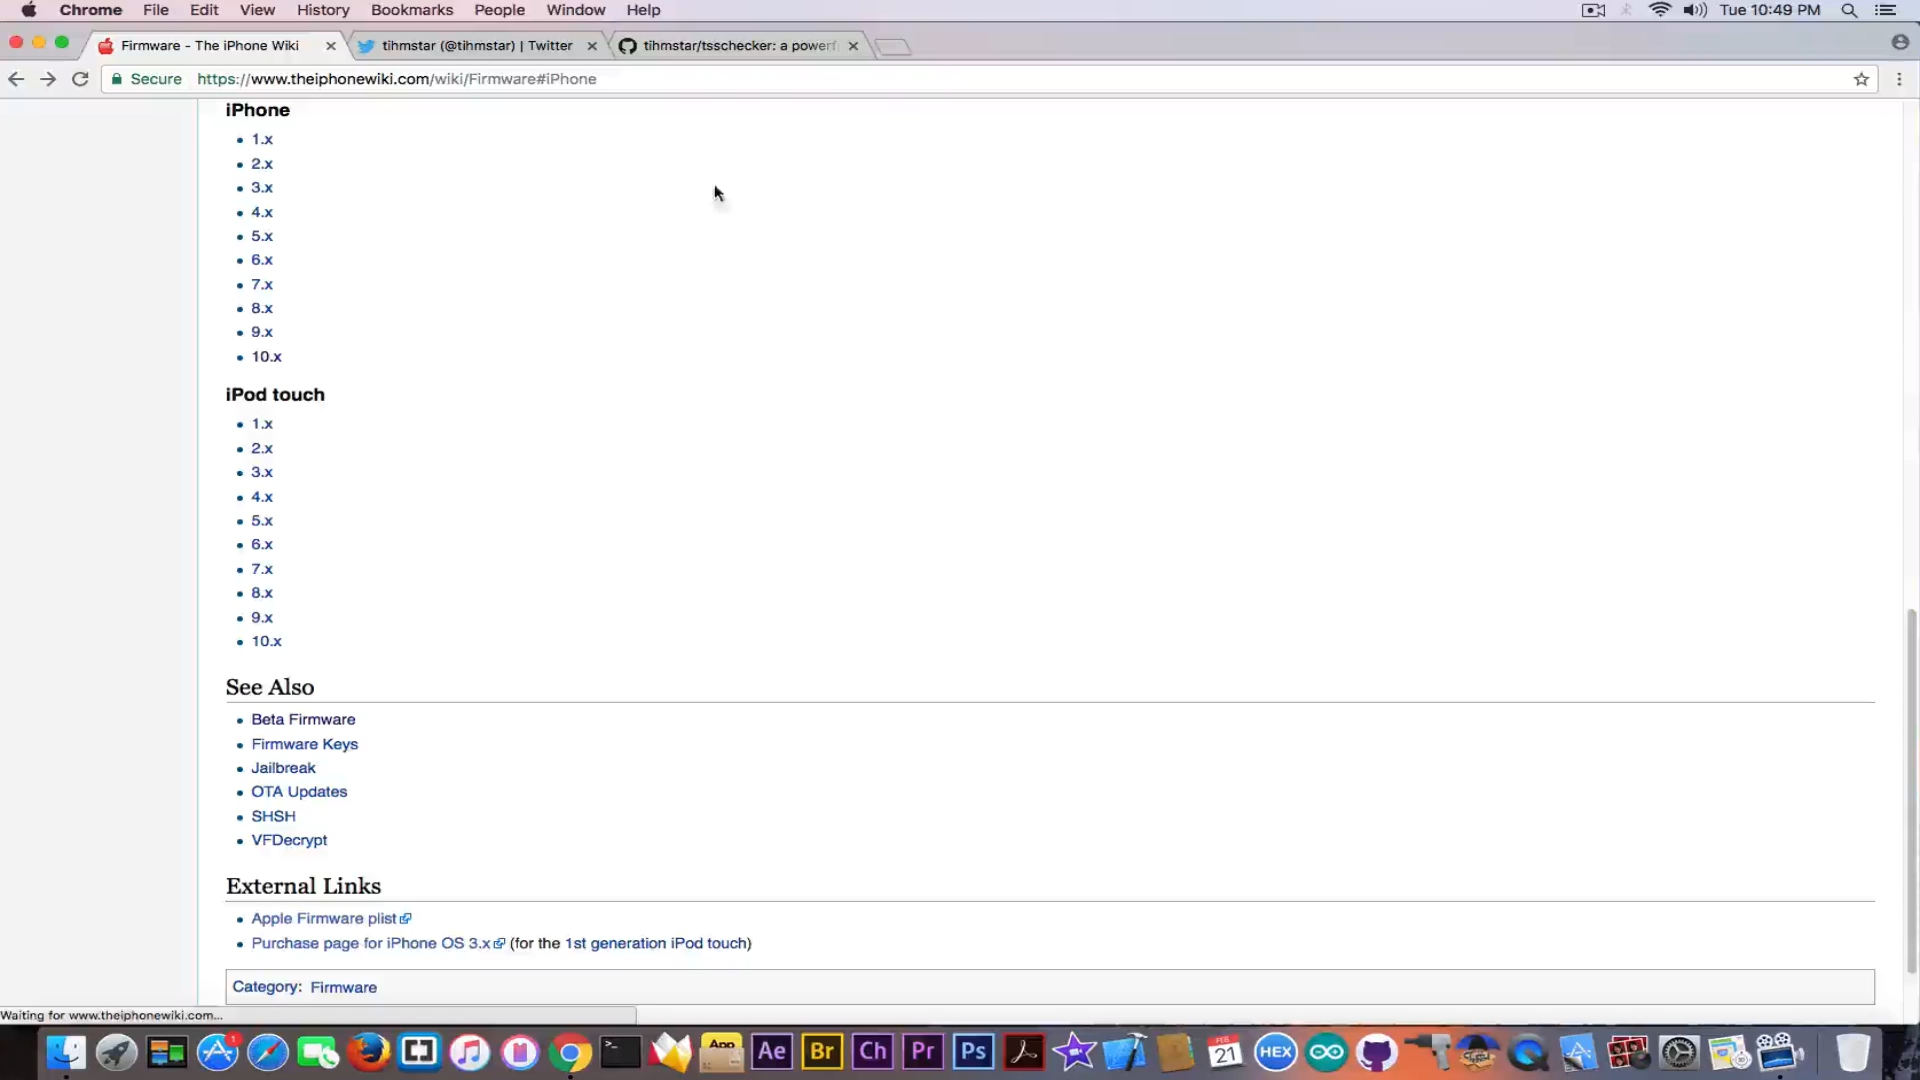 Chrome File Edit View History Bookmarks People Window Help Tue 10:49 PM
Firmware - The iPhone Wiki tihmstar (@tihmstar) | Twitter tihmstar/tsschecker: a powerf
Secure https://www.theiphonewiki.com/wiki/Firmware#iPhone
iPhone
1.x
2.x
3.x
4.x
5.x
6.x
7.x
8.x
9.x
10.x
iPod touch
1.x
2.x
3.x
4.x
5.x
6.x
7.x
8.x
9.x
10.x
See Also
Beta Firmware
Firmware Keys
Jailbreak
OTA Updates
SHSH
VFDecrypt
External Links
Apple Firmware plist
Purchase page for iPhone OS 3.x (for the 1st generation iPod touch)
Category: Firmware
Waiting for www.theiphonewiki.com...
1 >_ App Ae Br Ch Pr Ps FEB 21 HEX